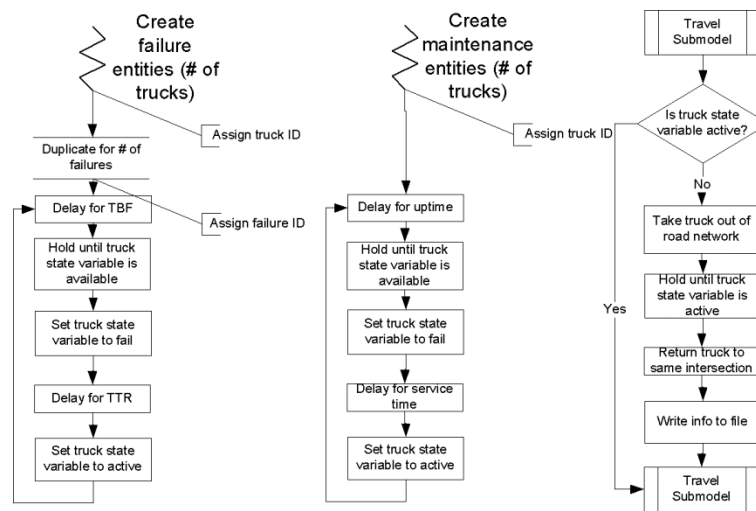 Create
failure
entities (# of
trucks)
Assign truck ID
Duplicate for # of
failures
Assign failure ID
Delay for TBF
Hold until truck
state variable is
available
Set truck state
variable to fail
Delay for TTR
Set truck state
variable to active
Create
maintenance
entities (# of
trucks)
Assign truck ID
Delay for uptime
Hold until truck
state variable is
available
Set truck state
variable to fail
Delay for service
time
Set truck state
variable to active
Travel
Submodel
Is truck state
variable active?
No
Yes
Take truck out of
road network
Hold until truck
state variable is
active
Return truck to
same intersection
Write info to file
Travel
Submodel